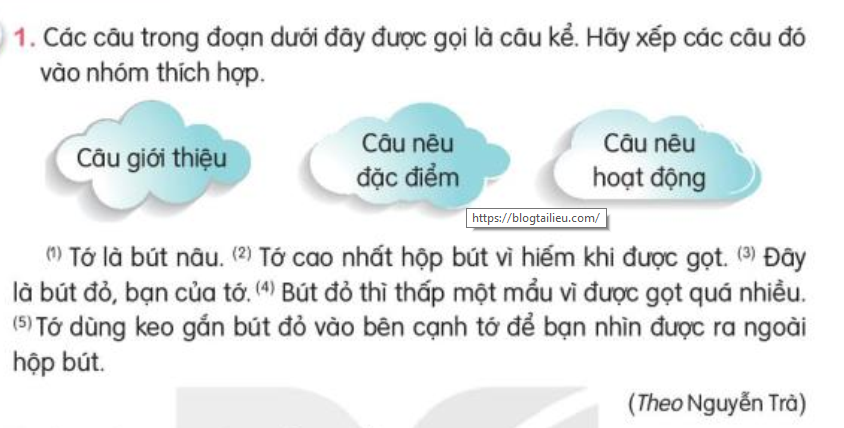 1. Các câu trong đoạn dưới đây được gọi là câu kể. Hãy xếp các câu đó
vào nhóm thích hợp.
Câu giới thiệu
Câu nêu
đặc điểm
Câu nêu
hoạt động
https://blogtailieu.com/
(1) Tớ là bút nâu. (2) Tớ cao nhất hộp bút vì hiếm khi được gọt. (3) Đây
là bút đỏ, bạn của tớ. (4) Bút đỏ thì thấp một mẩu vì được gọt quá nhiều.
(5) Tớ dùng keo gắn bút đỏ vào bên cạnh tớ để bạn nhìn được ra ngoài
hộp bút.
(Theo Nguyễn Trà)